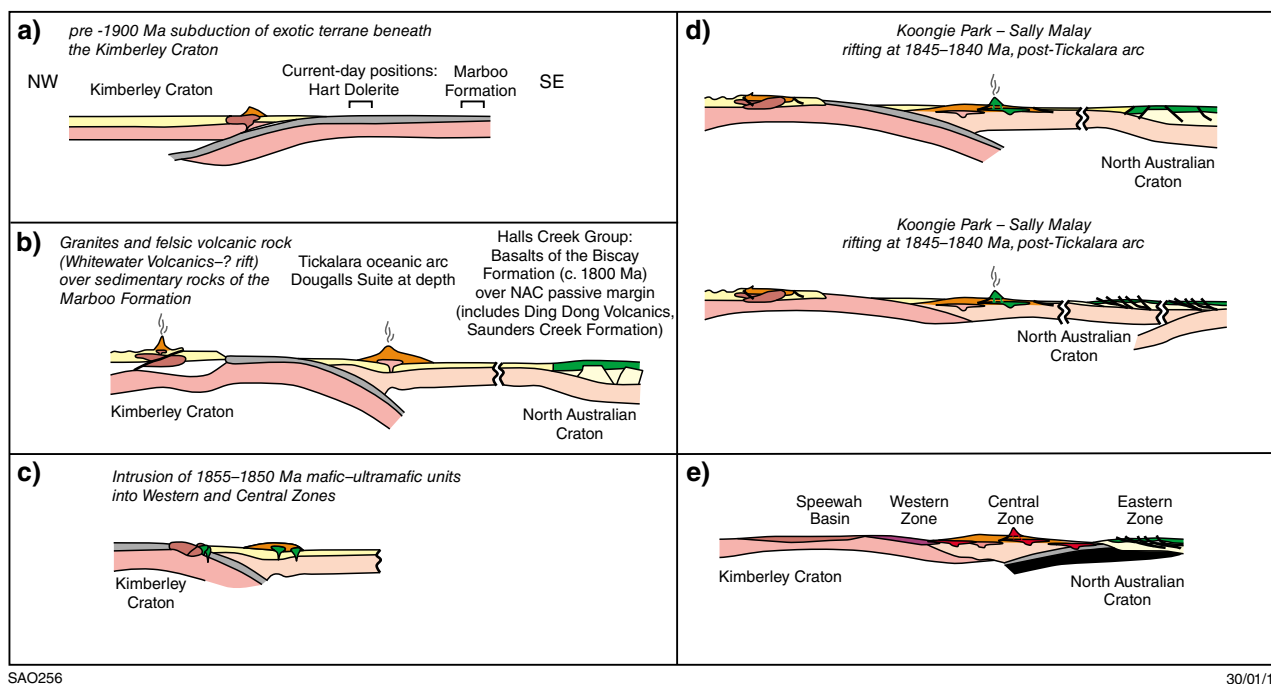 a)
pre -1900 Ma subduction of exotic terrane beneath
the Kimberley Craton
NW
Kimberley Craton
Current-day positions:
Hart Dolerite
Marboo
Formation
SE
b)
Granites and felsic volcanic rock
(Whitewater Volcanics–? rift)
over sedimentary rocks of the
Marboo Formation
Tickalara oceanic arc
Dougalls Suite at depth
Halls Creek Group:
Basalts of the Biscay
Formation (c. 1800 Ma)
over NAC passive margin
(includes Ding Dong Volcanics,
Saunders Creek Formation)
Kimberley Craton
North Australian
Craton
c)
Intrusion of 1855–1850 Ma mafic–ultramafic units
into Western and Central Zones
Kimberley
Craton
d)
Koongie Park – Sally Malay
rifting at 1845–1840 Ma, post-Tickalara arc
North Australian
Craton
Koongie Park – Sally Malay
rifting at 1845–1840 Ma, post-Tickalara arc
North Australian
Craton
e)
Speewah
Basin
Western
Zone
Central
Zone
Eastern
Zone
Kimberley Craton
North Australian
Craton
SAO256
30/01/1